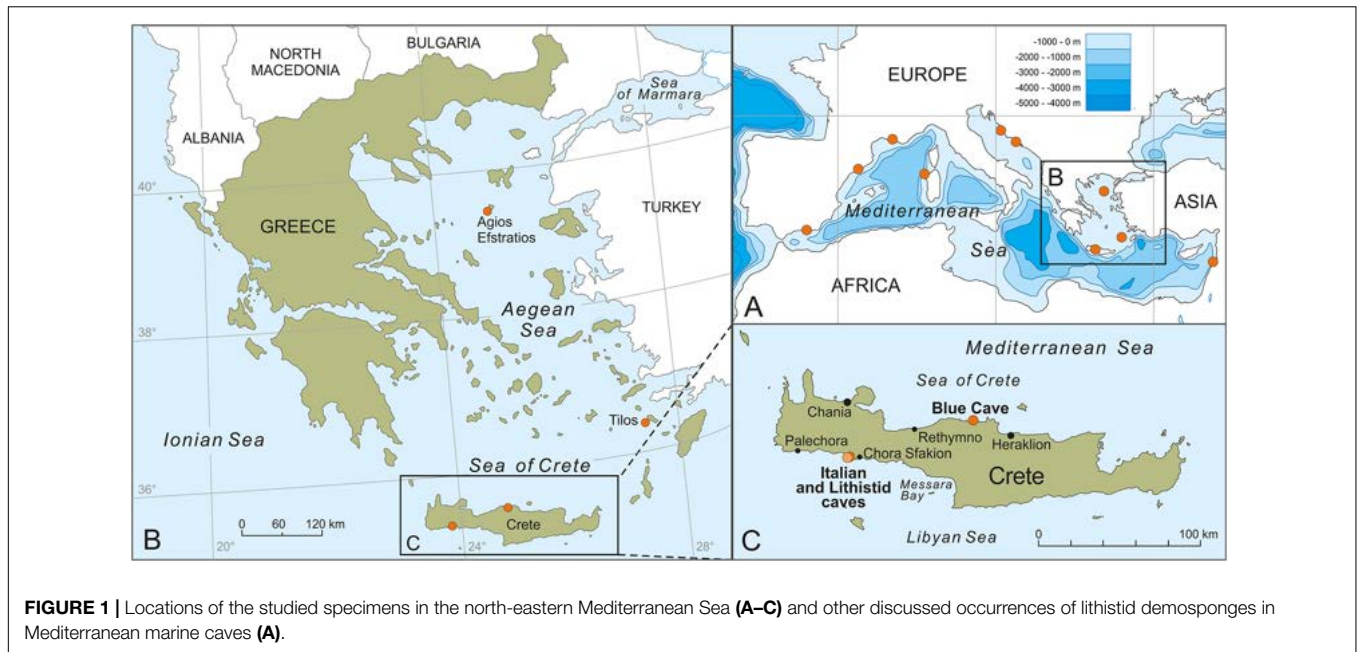 NORTH
MACEDONIA
BULGARIA
ALBANIA
Sea
of Marmara
40°
GREECE
Agios
Efstratios
TURKEY
Aegean
Sea
38°
Tilos
Ionian Sea
Sea of Crete
36°
Crete
0 60 120 km
B
C
20°
24°
28°
-1000 - 0 m
-2000 - -1000 m
-3000 - -2000 m
-4000 - -3000 m
-5000 - -4000 m
EUROPE
B
ASIA
Mediterranean
Sea
AFRICA
A
Mediterranean Sea
Sea of Crete
Chania
Blue Cave
Rethymno
Heraklion
Palechora
Chora Sfakion
Italian
and Lithistid
caves
Messara
Bay
Crete
Libyan Sea
0 100 km
C
FIGURE 1 | Locations of the studied specimens in the north-eastern Mediterranean Sea (A–C) and other discussed occurrences of lithistid demosponges in
Mediterranean marine caves (A).